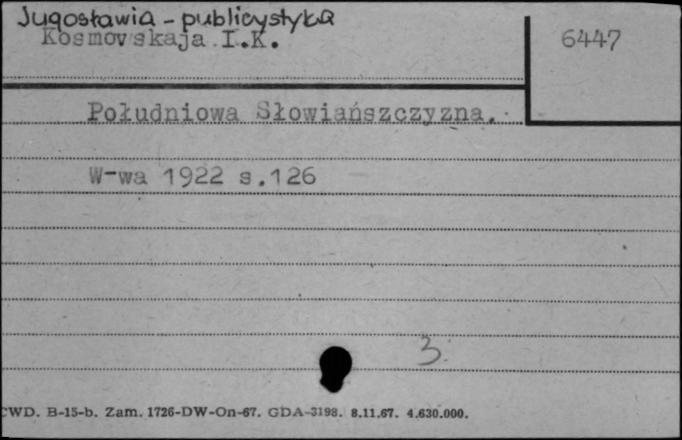 Jugosławia - publicystyka
Kosmovskaja I.K.
6447
Południowa Słowiańszczyzna.
W-wa 1922 s.126
3.
CWD. B-15-b. Zam. 1726-DW-On-67. GDA-3198. 8.11.67. 4.630.000.